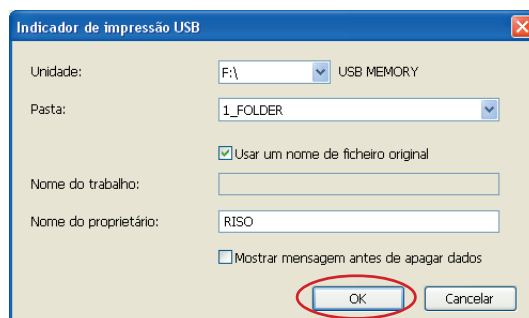 Indicador de impressão USB
Unidade: F:\ USB MEMORY
Pasta: 1_FOLDER
Usar um nome de ficheiro original
Nome do trabalho:
Nome do proprietário: RISO
Mostrar mensagem antes de apagar dados
OK Cancelar